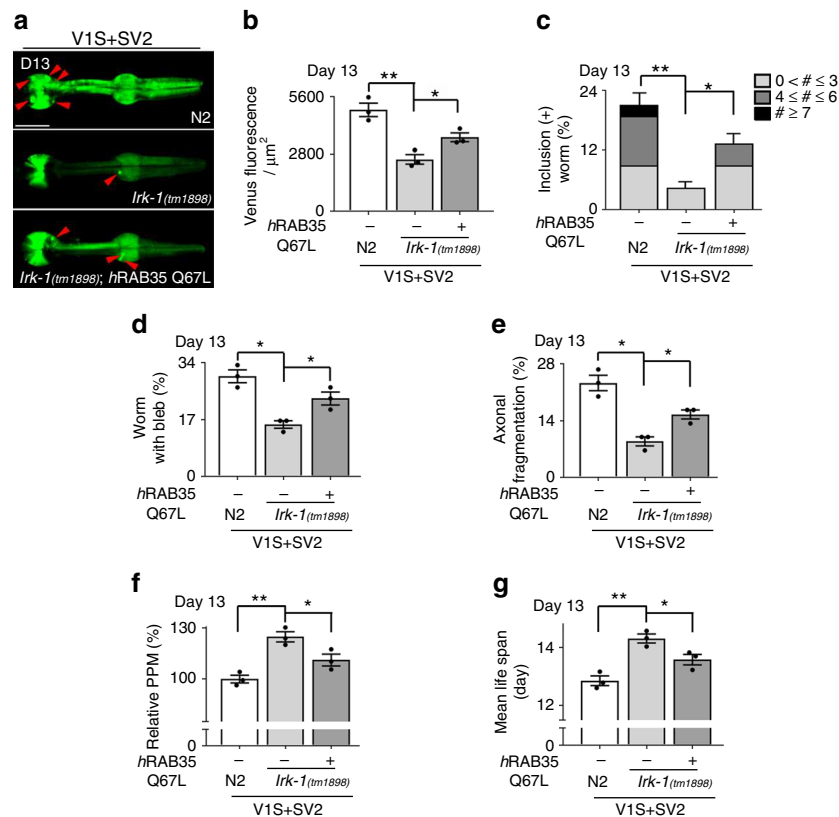 a
V1S+SV2
D13
N2
lrk-1(tm1898)
lrk-1(tm1898); hRAB35 Q67L
b
Day 13
**
*
5600
2800
0
Venus fluorescence / μm²
hRAB35 Q67L
– – +
N2 lrk-1(tm1898)
V1S+SV2
c
Day 13
**
*
0 < # ≤ 3
4 ≤ # ≤ 6
# ≥ 7
24
12
0
Inclusion (+) worm (%)
hRAB35 Q67L
– – +
N2 lrk-1(tm1898)
V1S+SV2
d
Day 13
* *
34
17
0
Worm with bleb (%)
hRAB35 Q67L
– – +
N2 lrk-1(tm1898)
V1S+SV2
e
Day 13
* *
28
14
0
Axonal fragmentation (%)
hRAB35 Q67L
– – +
N2 lrk-1(tm1898)
V1S+SV2
f
Day 13
** *
130
100
0
Relative PPM (%)
hRAB35 Q67L
– – +
N2 lrk-1(tm1898)
V1S+SV2
g
Day 13
** *
14
12
0
Mean life span (day)
hRAB35 Q67L
– – +
N2 lrk-1(tm1898)
V1S+SV2